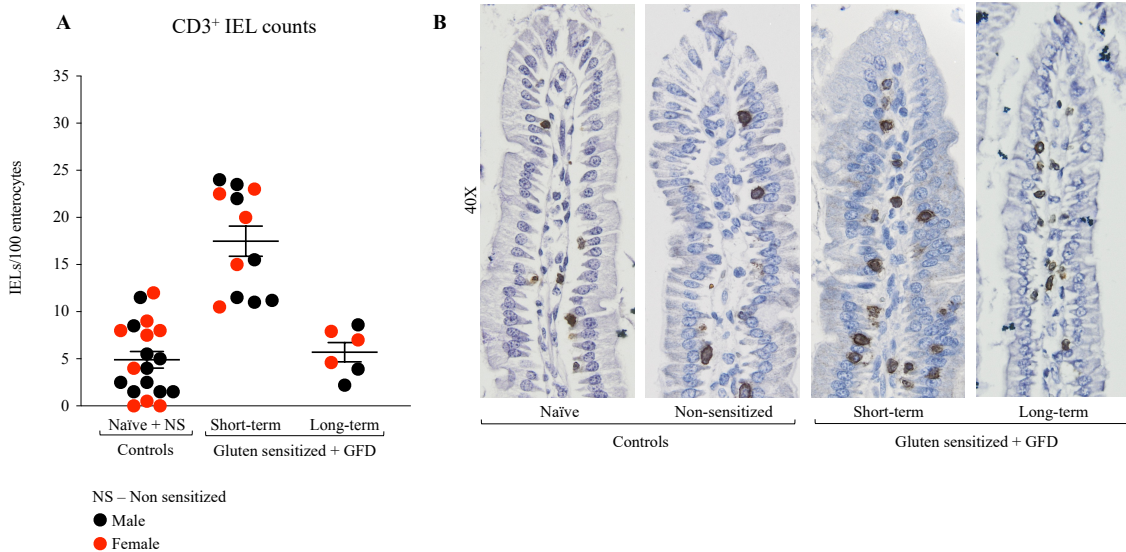 A
CD3⁺ IEL counts
35
30
25
20
15
10
5
0
IELs/100 enterocytes
Naïve + NS
Short-term
Long-term
Controls
Gluten sensitized + GFD
NS – Non sensitized
Male
Female
B
40X
Naïve
Non-sensitized
Short-term
Long-term
Controls
Gluten sensitized + GFD